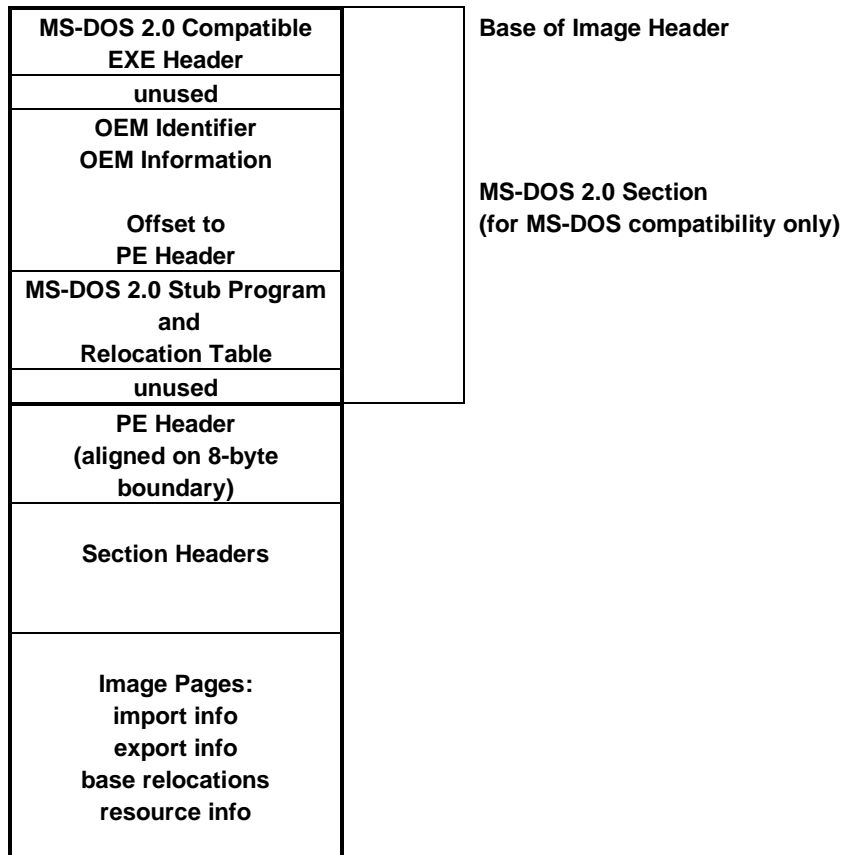 MS-DOS 2.0 Compatible
EXE Header
Base of Image Header
unused
OEM Identifier
OEM Information
Offset to
PE Header
MS-DOS 2.0 Section
(for MS-DOS compatibility only)
MS-DOS 2.0 Stub Program
and
Relocation Table
unused
PE Header
(aligned on 8-byte
boundary)
Section Headers
Image Pages:
import info
export info
base relocations
resource info